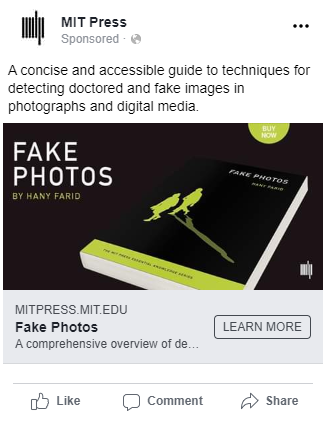 MIT Press
Sponsored ·
A concise and accessible guide to techniques for
detecting doctored and fake images in
photographs and digital media.
BUY
NOW
FAKE
PHOTOS
BY HANY FARID
FAKE PHOTOS
HANY FARID
THE MIT PRESS ESSENTIAL KNOWLEDGE SERIES
MITPRESS.MIT.EDU
Fake Photos
A comprehensive overview of de...
LEARN MORE
Like
Comment
Share